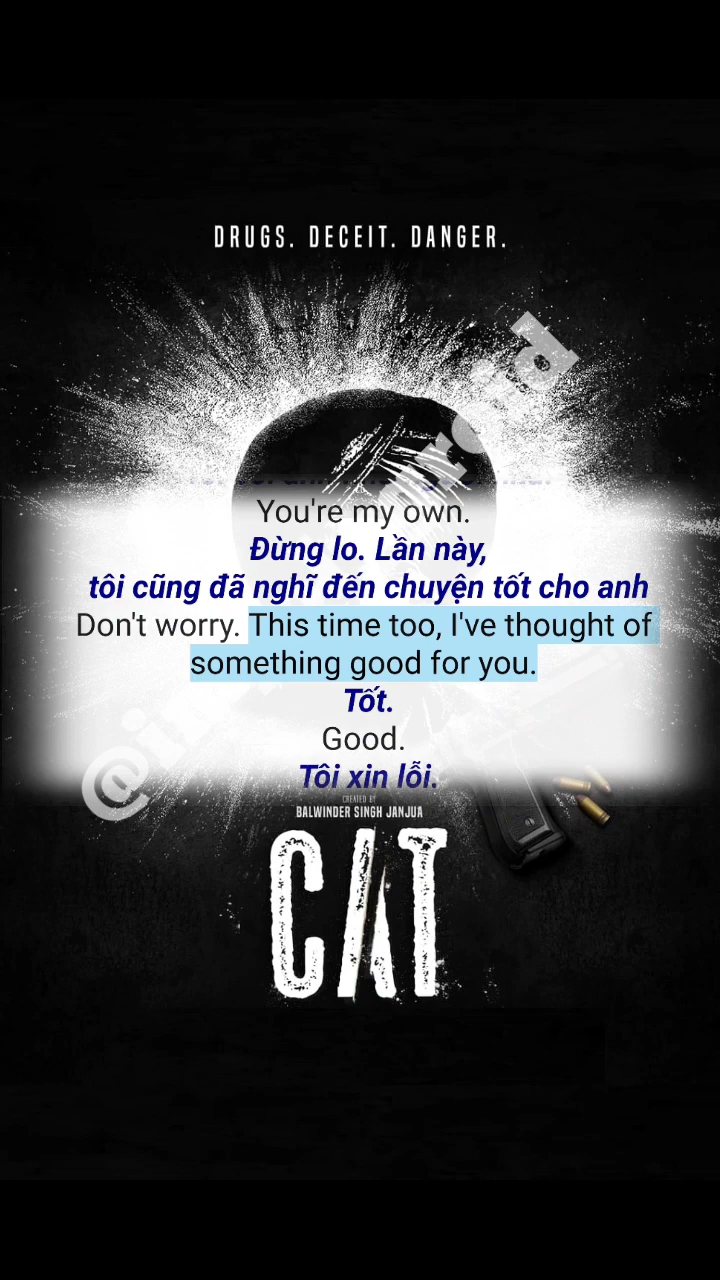 DRUGS. DECEIT. DANGER.
You're my own.
Đừng lo. Lần này,
tôi cũng đã nghĩ đến chuyện tốt cho anh
Don't worry. This time too, I've thought of
something good for you.
Tốt.
Good.
Tôi xin lỗi.
CREATED BY
BALWINDER SINGH JANJUA
CAT